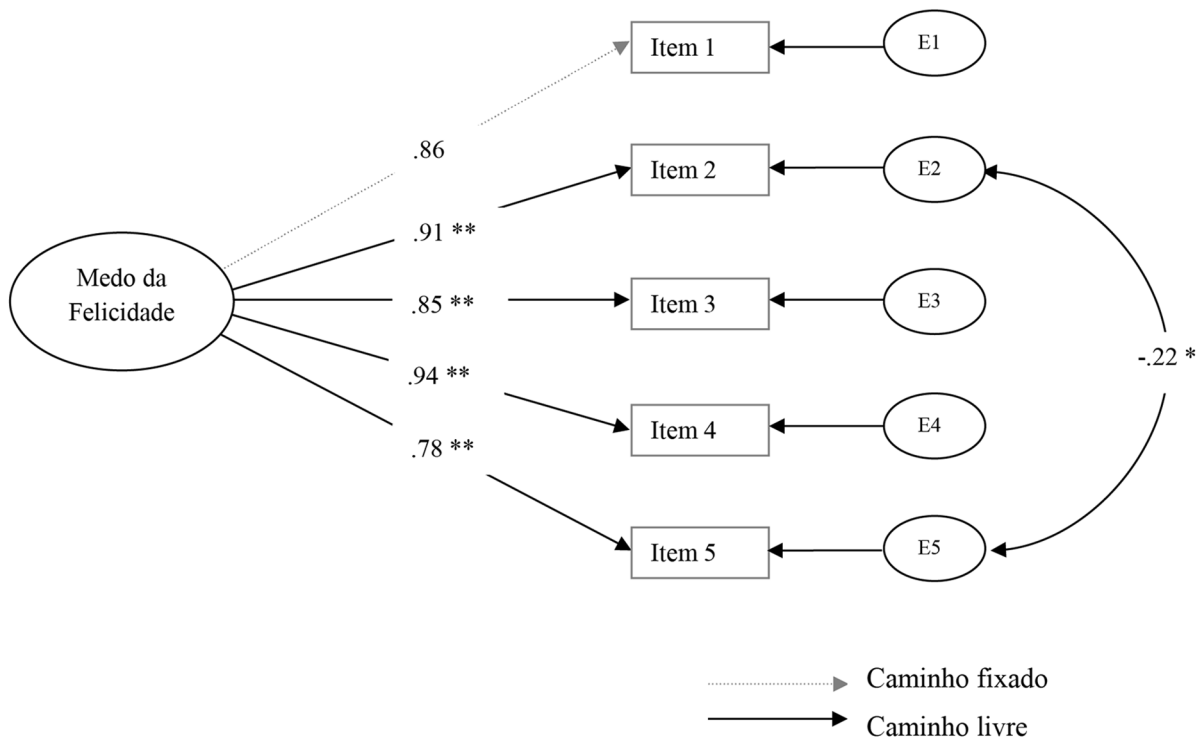 Item 1
E1
.86
Item 2
E2
.91 **
Medo da
Felicidade
.85 **
Item 3
E3
-.22 *
.94 **
Item 4
E4
.78 **
Item 5
E5
Caminho fixado
Caminho livre